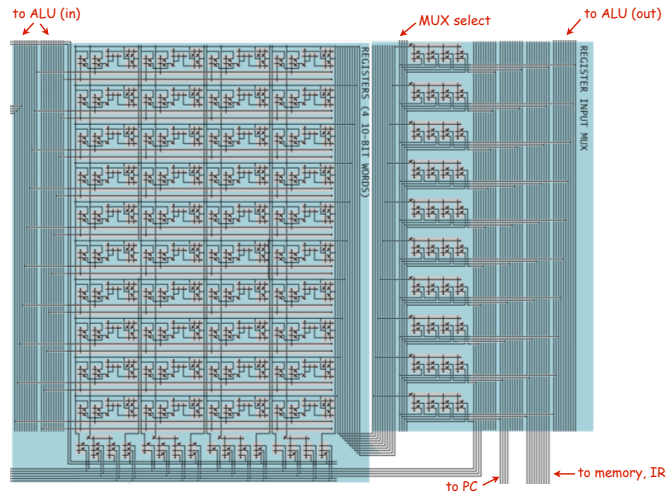 to ALU (in)
MUX select
to ALU (out)
REGISTERS (4 10-BIT WORDS)
REGISTER INPUT MUX
to memory, IR
to PC